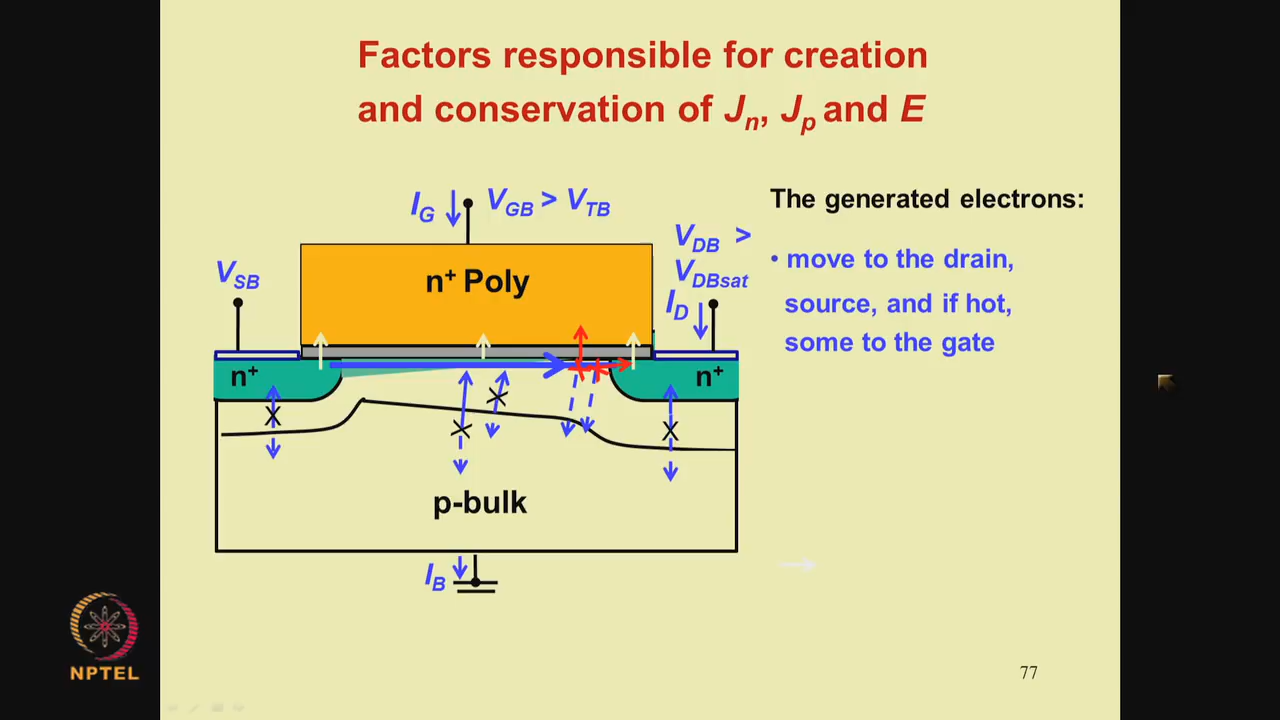 Factors responsible for creation
and conservation of Jn, Jp and E
IG
VGB > VTB
The generated electrons:
VDB >
VDBsat
• move to the drain,
source, and if hot,
some to the gate
VSB
n+ Poly
ID
n+
n+
X
X
X
X
p-bulk
IB
NPTEL
77